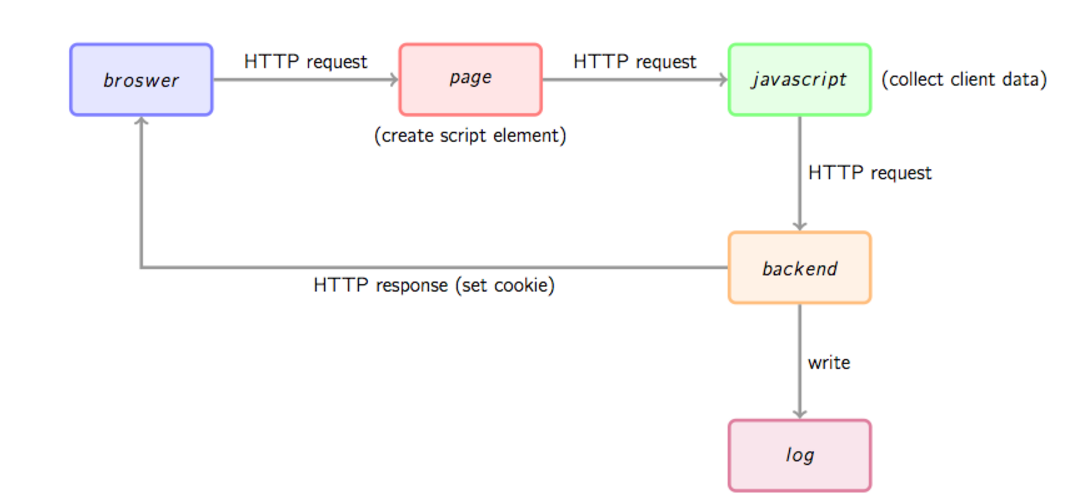 HTTP request
HTTP request
broswer
page
javascript
(collect client data)
(create script element)
HTTP request
backend
HTTP response (set cookie)
write
log